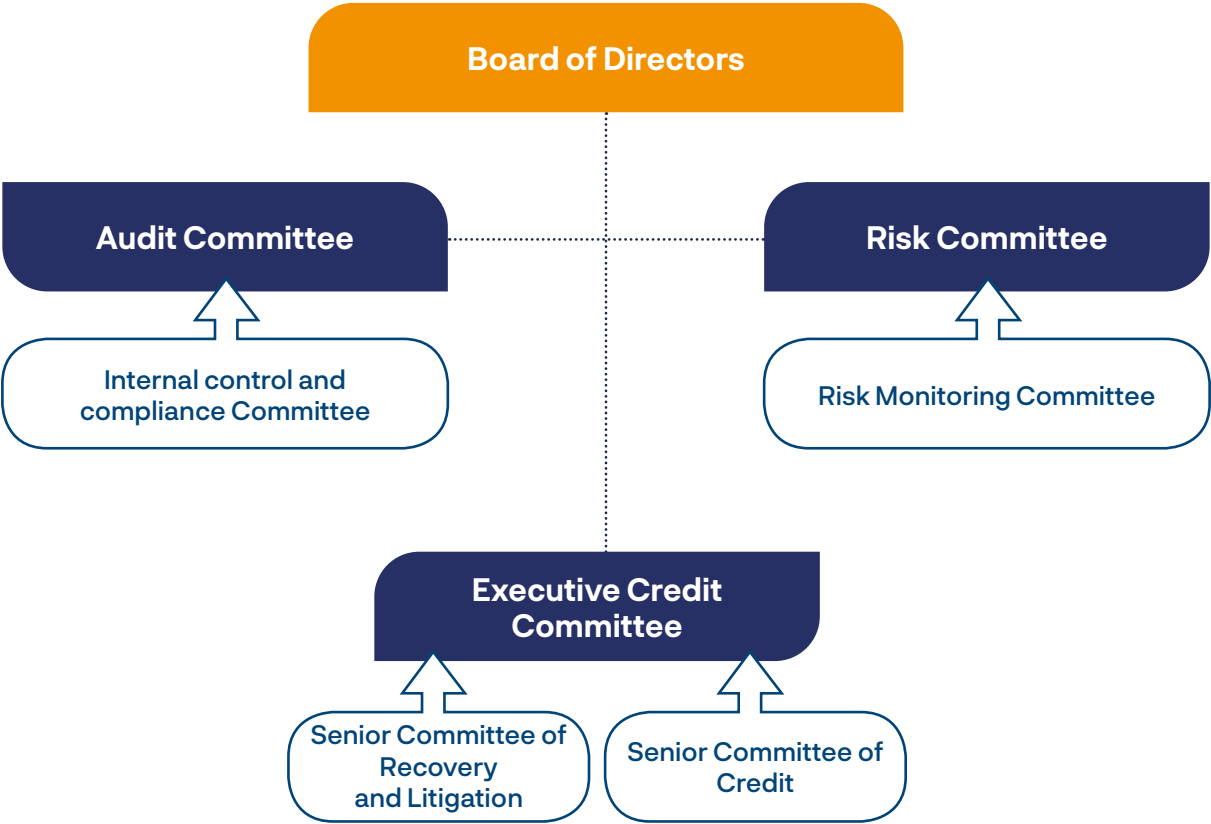 Board of Directors
Audit Committee
Risk Committee
Internal control and
compliance Committee
Risk Monitoring Committee
Executive Credit
Committee
Senior Committee of
Recovery
and Litigation
Senior Committee of
Credit